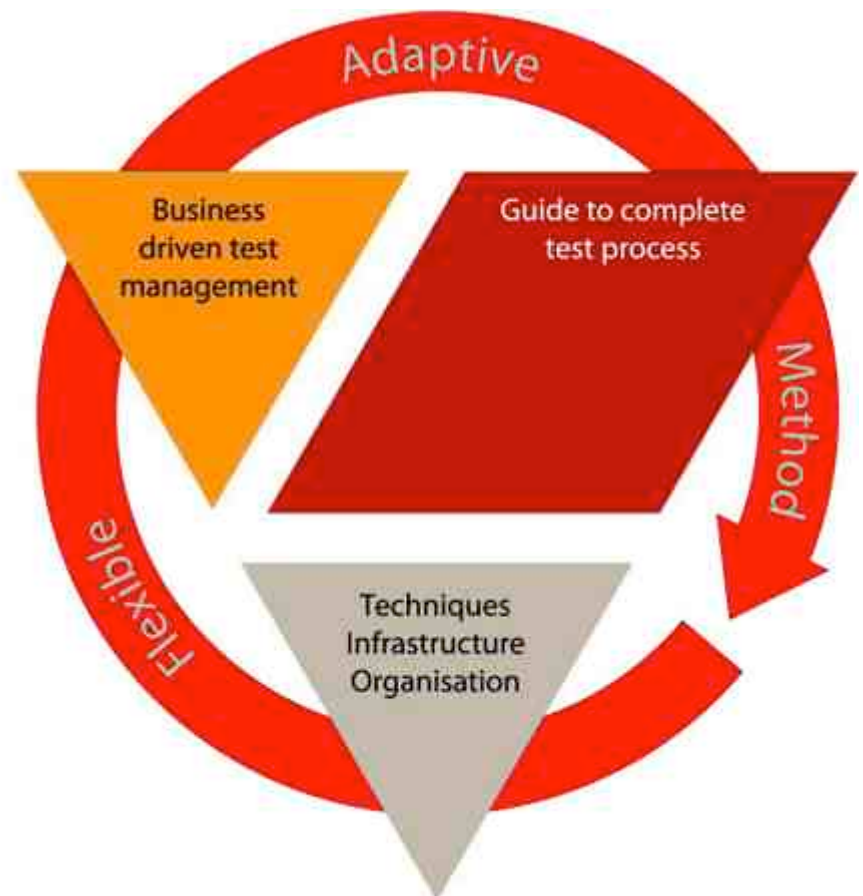 Adaptive
Business
driven test
management
Guide to complete
test process
Method
Flexible
Techniques
Infrastructure
Organisation